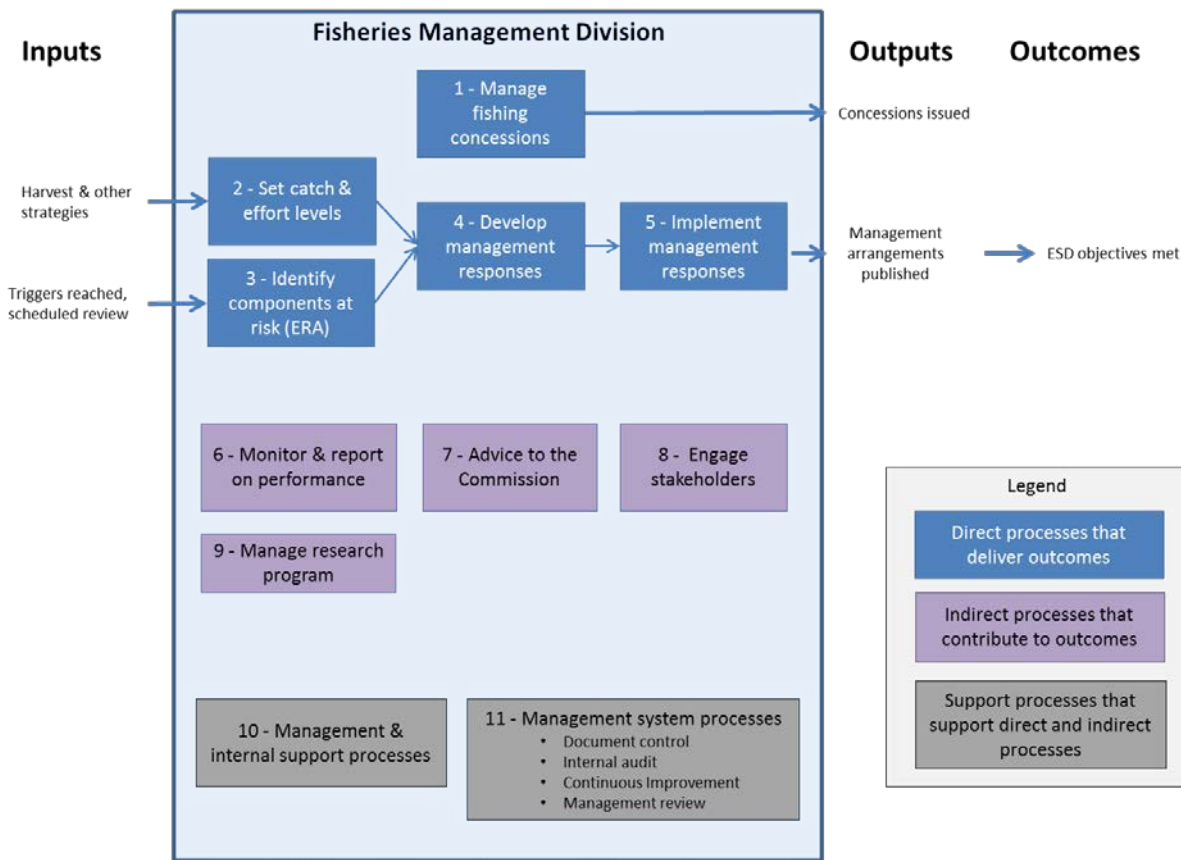 Fisheries Management Division
Inputs
Outputs
Outcomes
1 - Manage
fishing
concessions
Concessions issued
Harvest & other
strategies
2 - Set catch &
effort levels
4 - Develop
management
responses
5 - Implement
management
responses
Management
arrangements
published
ESD objectives met
Triggers reached,
scheduled review
3 - Identify
components at
risk (ERA)
6 - Monitor & report
on performance
7 - Advice to the
Commission
8 - Engage
stakeholders
9 - Manage research
program
10 - Management &
internal support processes
11 - Management system processes
• Document control
• Internal audit
• Continuous Improvement
• Management review
Legend
Direct processes that
deliver outcomes
Indirect processes that
contribute to outcomes
Support processes that
support direct and indirect
processes